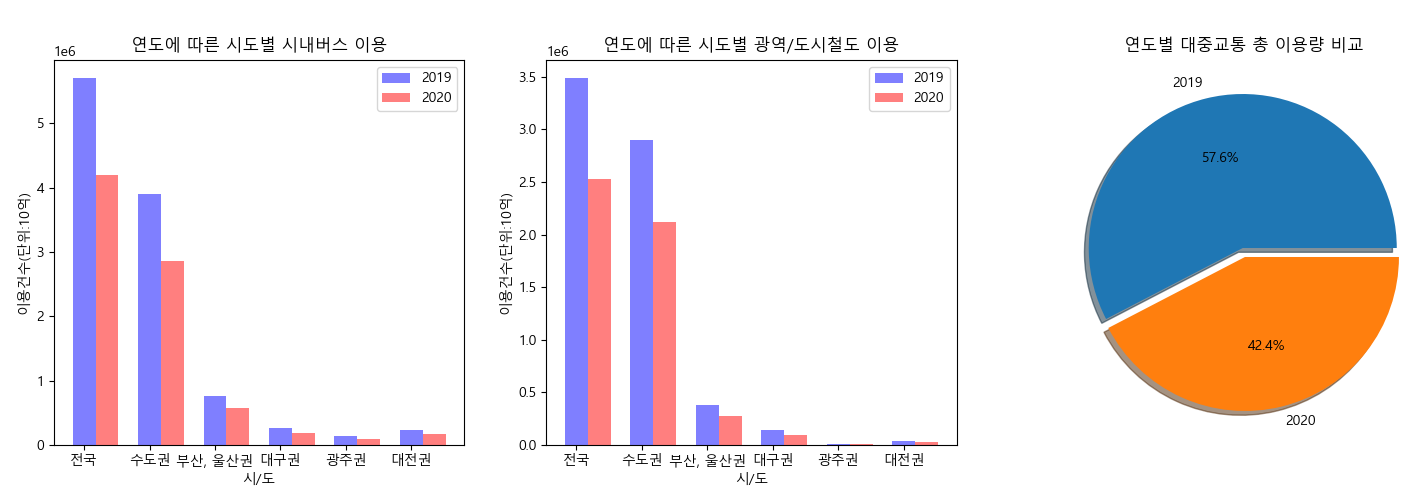 연도에 따른 시도별 시내버스 이용
1e6
2019
2020
5
4
3
2
1
0
이용건수(단위:10억)
전국 수도권 부산, 울산권 대구권 광주권 대전권
시/도
연도에 따른 시도별 광역/도시철도 이용
1e6
2019
2020
3.5
3.0
2.5
2.0
1.5
1.0
0.5
0.0
이용건수(단위:10억)
전국 수도권 부산, 울산권 대구권 광주권 대전권
시/도
연도별 대중교통 총 이용량 비교
2019
57.6%
42.4%
2020